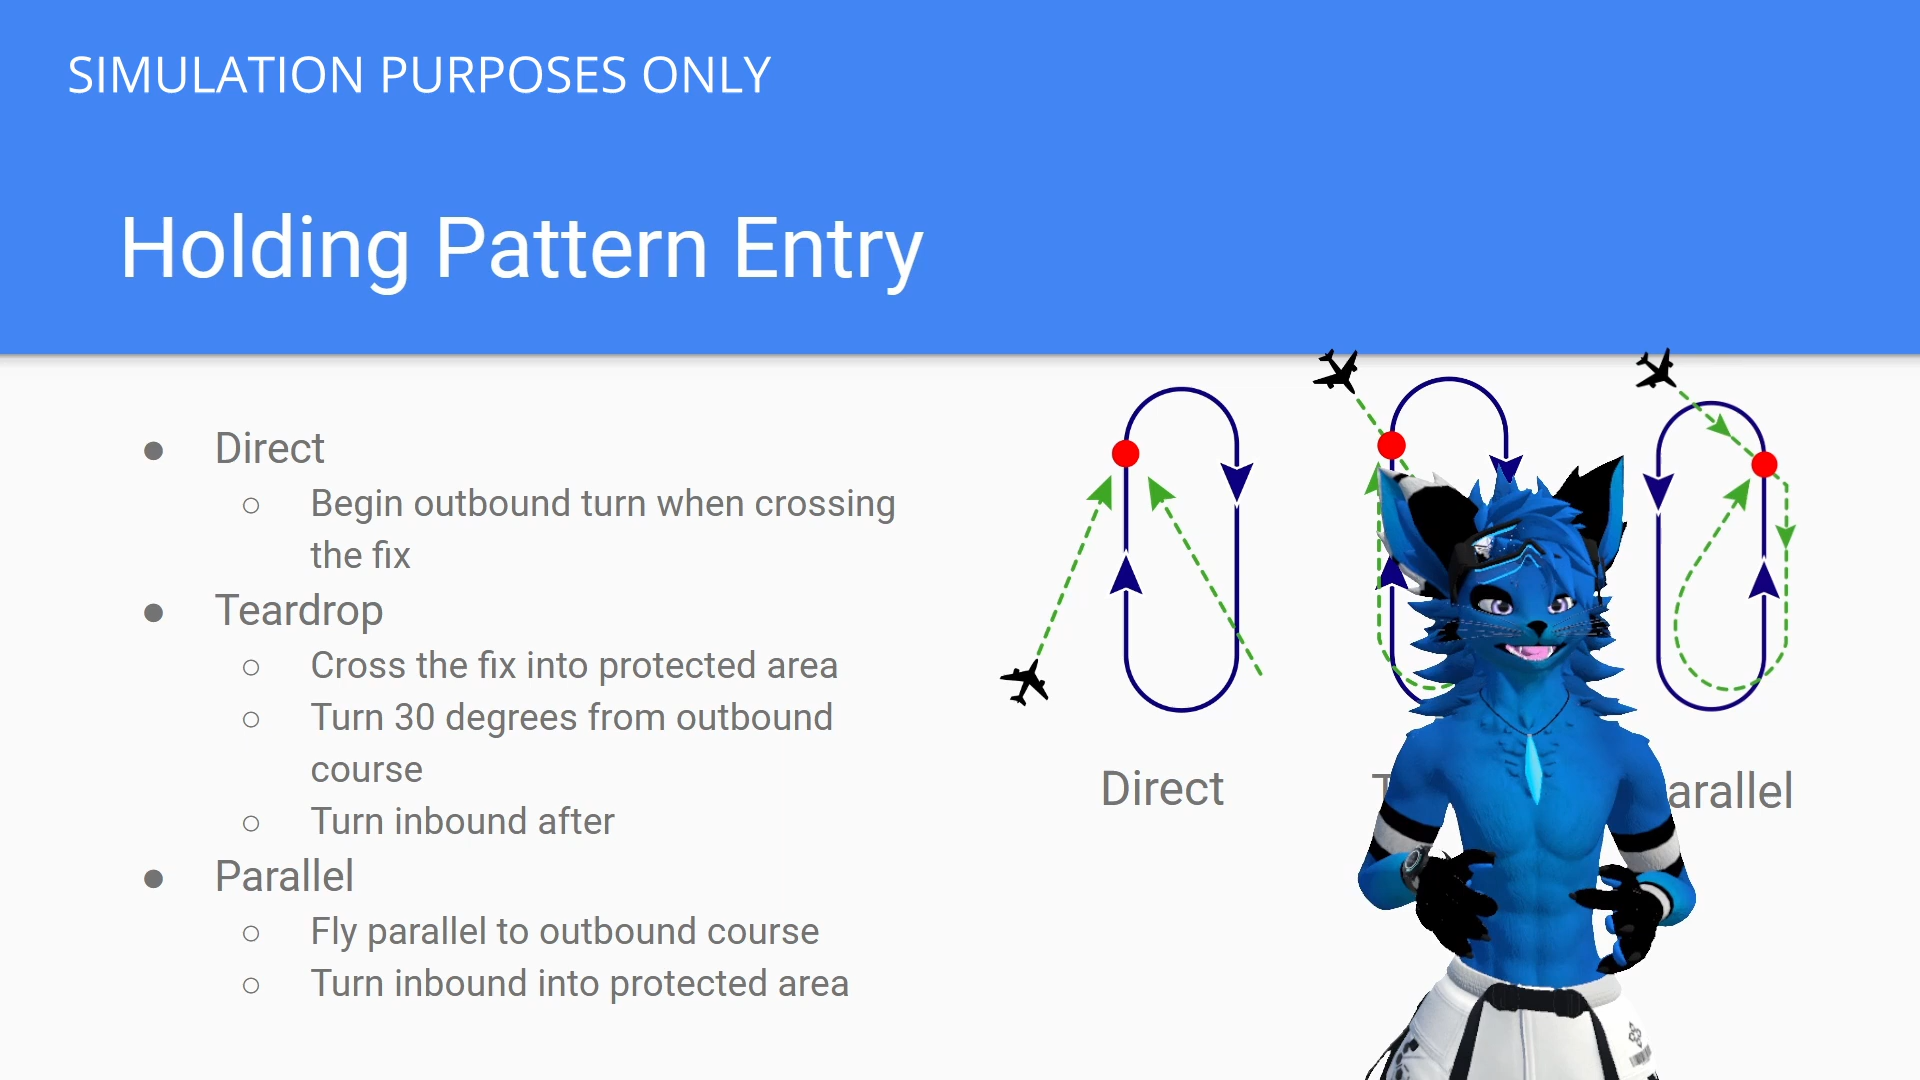 SIMULATION PURPOSES ONLY
Holding Pattern Entry
● Direct
○ Begin outbound turn when crossing
the fix
● Teardrop
○ Cross the fix into protected area
○ Turn 30 degrees from outbound
course
○ Turn inbound after
● Parallel
○ Fly parallel to outbound course
○ Turn inbound into protected area
Direct
arallel